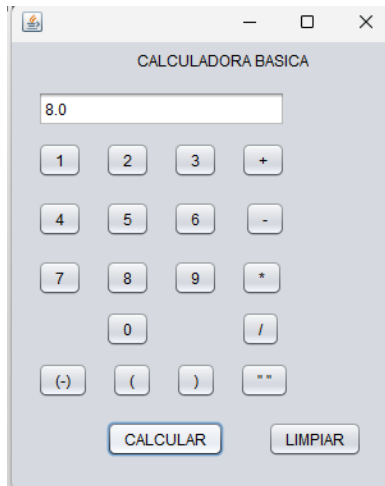 CALCULADORA BASICA
8.0
1 2 3 +
4 5 6 -
7 8 9 *
0 /
(-) ( ) " "
CALCULAR LIMPIAR